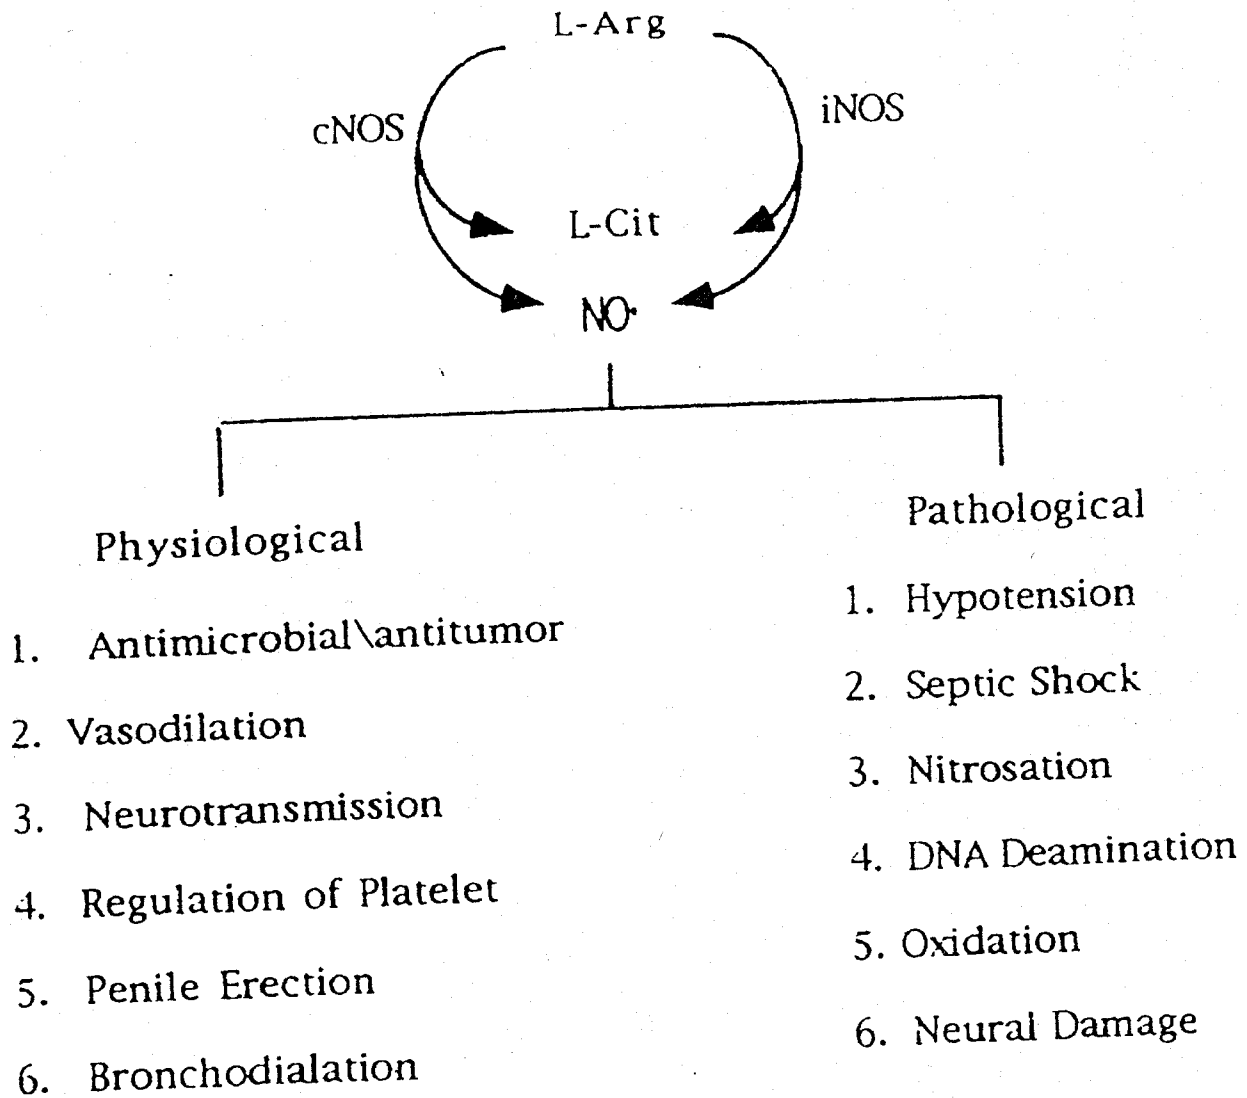 L-Arg
cNOS
iNOS
L-Cit
NO·
Physiological
1. Antimicrobial\antitumor
2. Vasodilation
3. Neurotransmission
4. Regulation of Platelet
5. Penile Erection
6. Bronchodialation
Pathological
1. Hypotension
2. Septic Shock
3. Nitrosation
4. DNA Deamination
5. Oxidation
6. Neural Damage